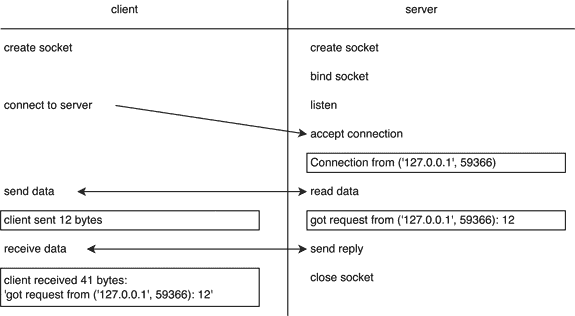 client
server
create socket
create socket
bind socket
connect to server
listen
accept connection
Connection from ('127.0.0.1', 59366)
send data
read data
client sent 12 bytes
got request from ('127.0.0.1', 59366): 12
receive data
send reply
client received 41 bytes:
'got request from ('127.0.0.1', 59366): 12'
close socket